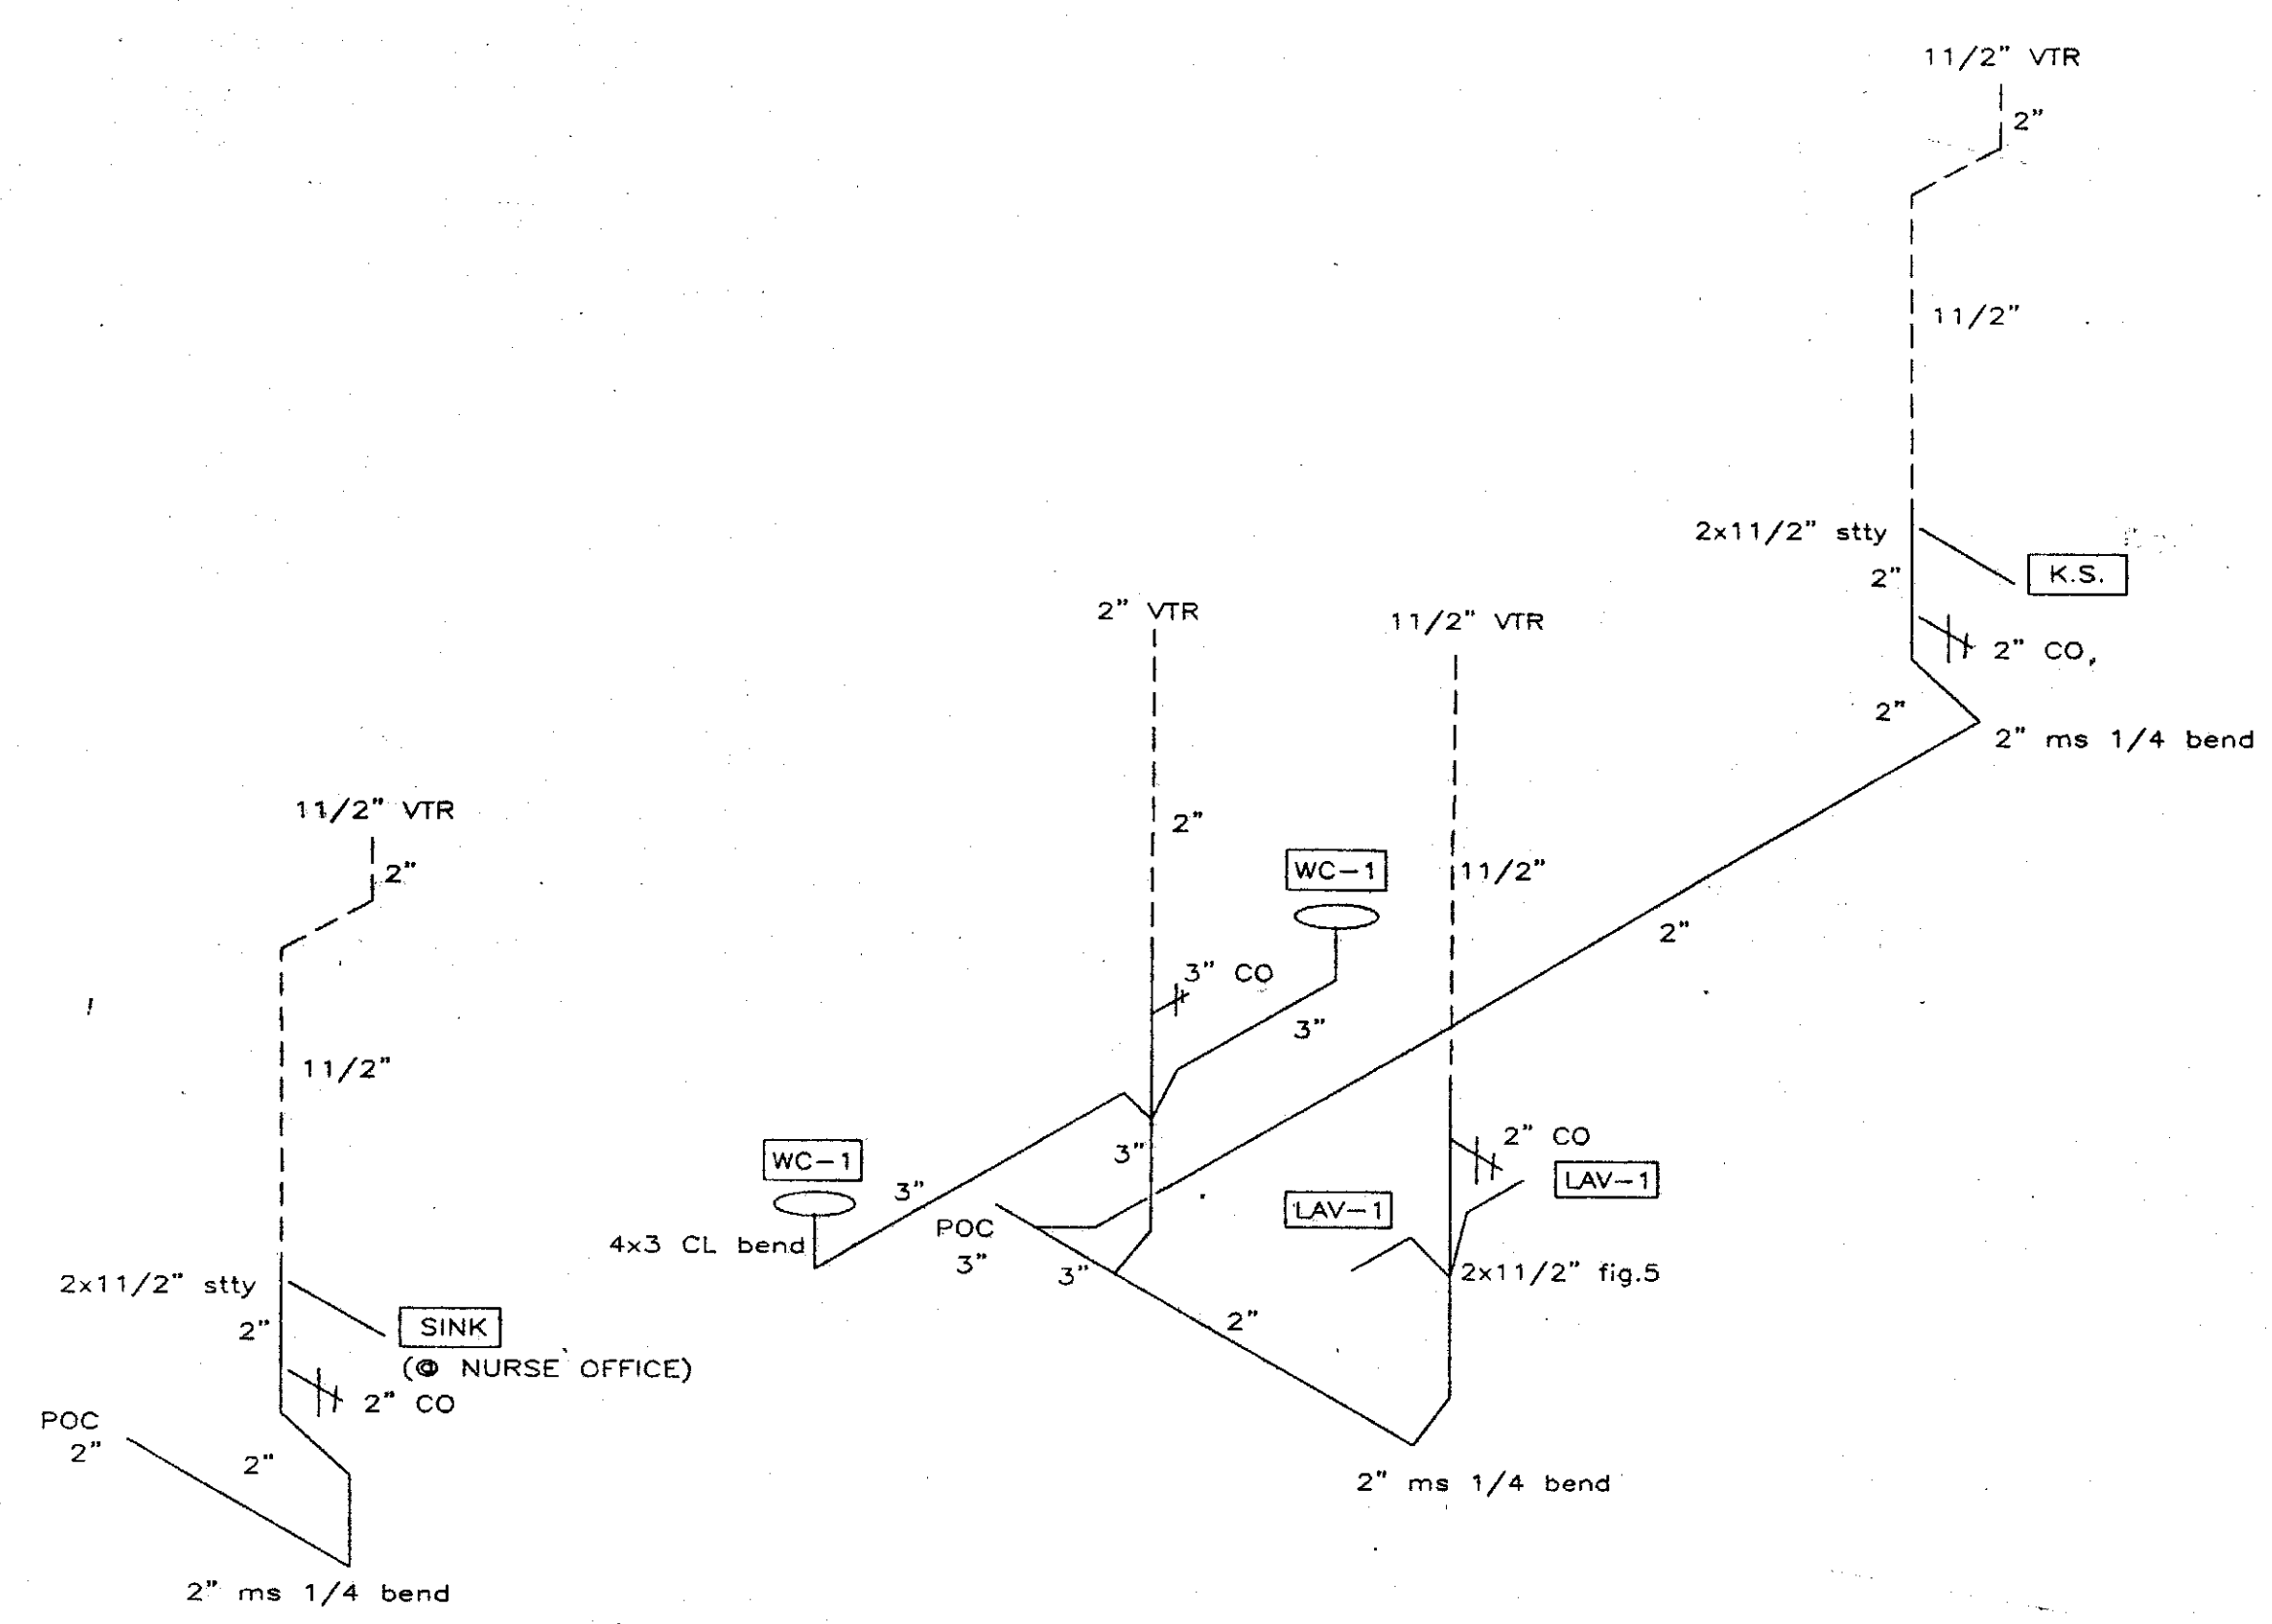 11/2" VTR
2"
11/2"
2x11/2" stty
2"
K.S.
2" CO,
2"
2" ms 1/4 bend
2" VTR
11/2" VTR
2"
WC-1
11/2"
2"
3" CO
3"
11/2" VTR
2"
11/2"
3"
2" CO
WC-1
LAV-1
3"
LAV-1
POC
3"
4x3 CL bend
3"
2x11/2" fig.5
2"
2x11/2" stty
2"
SINK
(@ NURSE OFFICE)
2" CO
POC
2"
2"
2" ms 1/4 bend
2" ms 1/4 bend